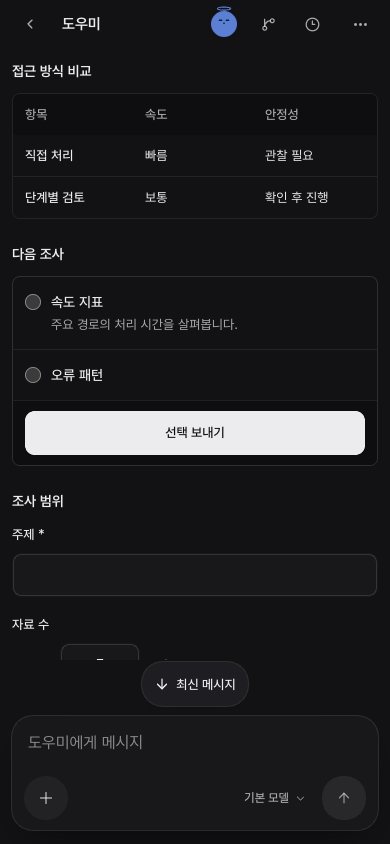 도우미
접근 방식 비교
항목 속도 안정성
직접 처리 빠름 관찰 필요
단계별 검토 보통 확인 후 진행
다음 조사
속도 지표
주요 경로의 처리 시간을 살펴봅니다.
오류 패턴
선택 보내기
조사 범위
주제 *
자료 수
최신 메시지
도우미에게 메시지
기본 모델